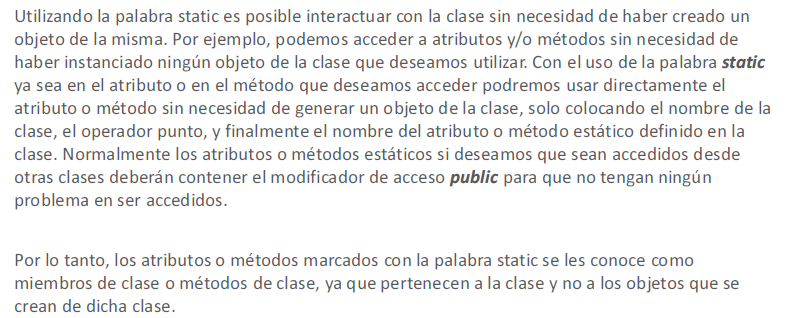 Utilizando la palabra static es posible interactuar con la clase sin necesidad de haber creado un
objeto de la misma. Por ejemplo, podemos acceder a atributos y/o métodos sin necesidad de
haber instanciado ningún objeto de la clase que deseamos utilizar. Con el uso de la palabra static
ya sea en el atributo o en el método que deseamos acceder podremos usar directamente el
atributo o método sin necesidad de generar un objeto de la clase, solo colocando el nombre de la
clase, el operador punto, y finalmente el nombre del atributo o método estático definido en la
clase. Normalmente los atributos o métodos estáticos si deseamos que sean accedidos desde
otras clases deberán contener el modificador de acceso public para que no tengan ningún
problema en ser accedidos.
Por lo tanto, los atributos o métodos marcados con la palabra static se les conoce como
miembros de clase o métodos de clase, ya que pertenecen a la clase y no a los objetos que se
crean de dicha clase.